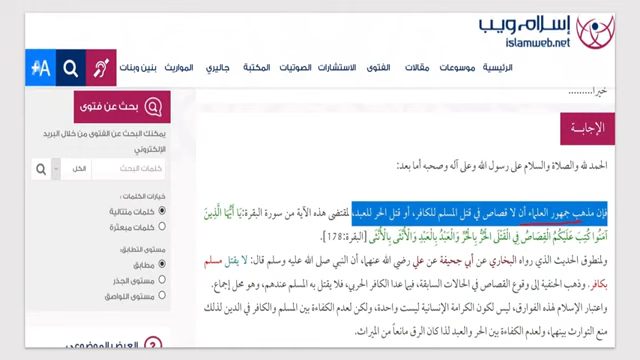 إسلام ويب
islamweb.net
الرئيسية موسوعات مقالات الفتوى الاستشارات الصوتيات المكتبة جاليري المواريث بنين وبنات
خيرا.........
الإجابــة
الحمد لله والصلاة والسلام على رسول الله وعلى آله وصحبه أما بعد:
فإن مذهب جمهور العلماء أن لا قصاص في قتل المسلم للكافر، أو قتل الحر للعبد، لمقتضى هذه الآية من سورة البقرة: يَا أَيُّهَا الَّذِينَ
آمَنُوا كُتِبَ عَلَيْكُمُ الْقِصَاصُ فِي الْقَتْلَى الْحُرُّ بِالْحُرِّ وَالْعَبْدُ بِالْعَبْدِ وَالْأُنْثَى بِالْأُنْثَى [البقرة:178].
ولمنطوق الحديث الذي رواه البخاري عن أبي جحيفة عن علي رضي الله عنهما، أن النبي صلى الله عليه وسلم قال: لا يقتل مسلم
بكافر. وذهب الحنفية إلى وقوع القصاص في الحالات السابقة، فيما عدا الكافر الحربي، فلا يقتل به المسلم عندهم، وهو محل إجماع.
واعتبار الإسلام لهذه الفوارق، ليس لكون الكرامة الإنسانية ليست واحدة، ولكن لعدم الكفاءة بين المسلم والكافر في الدين لذلك
منع التوارث بينهما، ولعدم الكفاءة بين الحر والعبد لذا كان الرق مانعاً من الميراث.
AA
بحث عن فتوى
يمكنك البحث عن الفتوى من خلال البريد
الإلكتروني
كلمات البحث الكل
خيارات الكلمات :
كلمات متتالية
كلمات مبعثرة
مستوى التطابق:
مطابق
مستوى الجذر
مستوى اللواصق
العرض الموضوعي